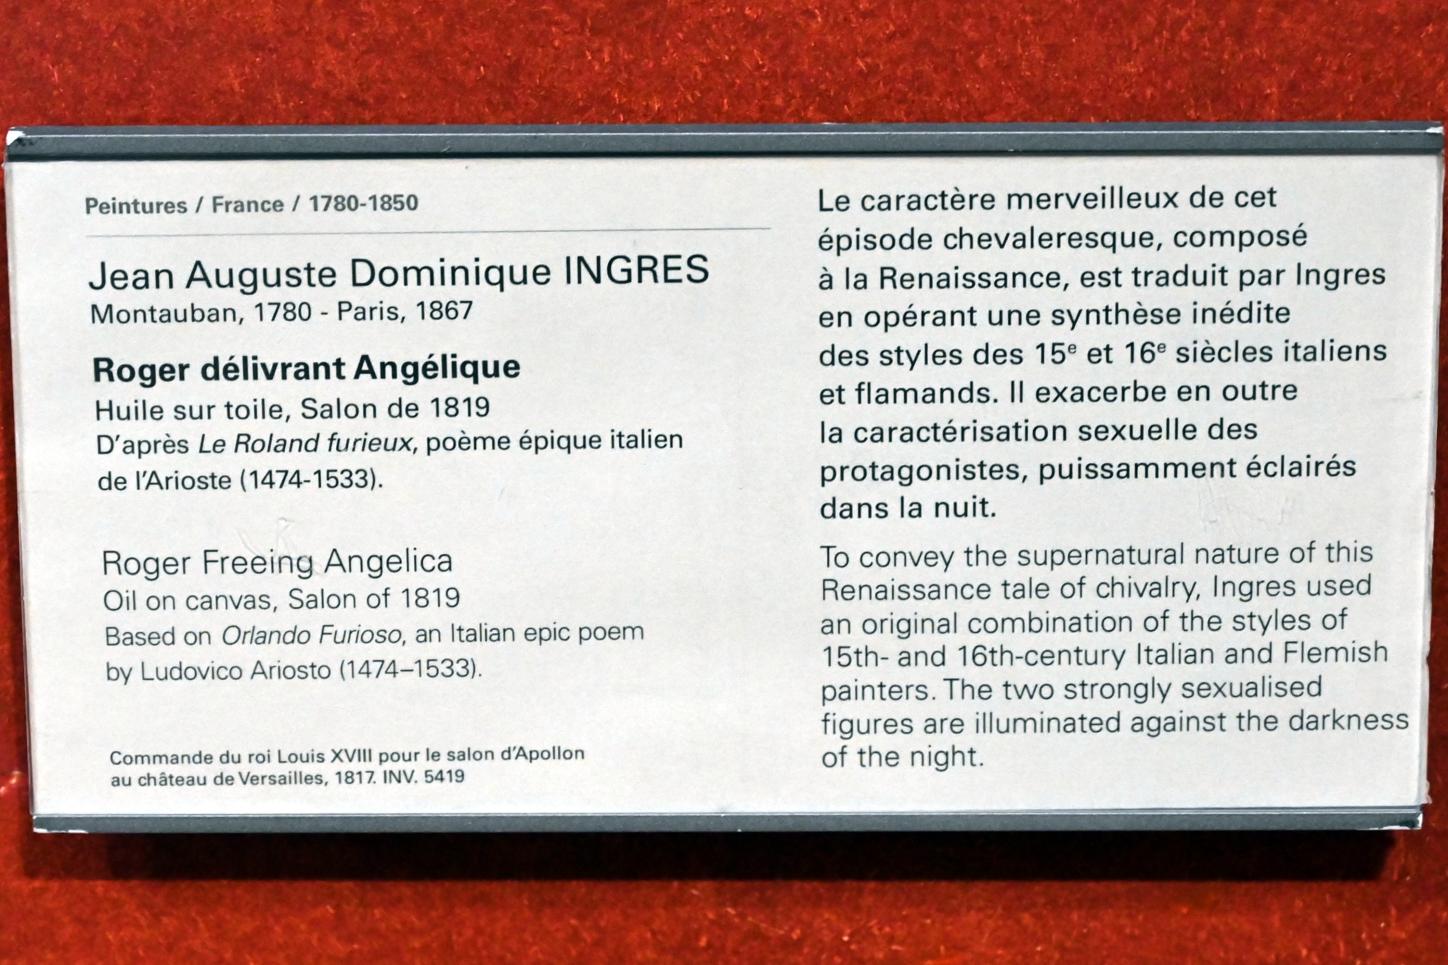 Peintures / France / 1780-1850
Jean Auguste Dominique INGRES
Montauban, 1780 - Paris, 1867
Roger délivrant Angélique
Huile sur toile, Salon de 1819
D'après Le Roland furieux, poème épique italien
de l'Arioste (1474-1533).
Roger Freeing Angelica
Oil on canvas, Salon of 1819
Based on Orlando Furioso, an Italian epic poem
by Ludovico Ariosto (1474–1533).
Commande du roi Louis XVIII pour le salon d'Apollon
au château de Versailles, 1817. INV. 5419
Le caractère merveilleux de cet
épisode chevaleresque, composé
à la Renaissance, est traduit par Ingres
en opérant une synthèse inédite
des styles des 15e et 16e siècles italiens
et flamands. Il exacerbe en outre
la caractérisation sexuelle des
protagonistes, puissamment éclairés
dans la nuit.
To convey the supernatural nature of this
Renaissance tale of chivalry, Ingres used
an original combination of the styles of
15th- and 16th-century Italian and Flemish
painters. The two strongly sexualised
figures are illuminated against the darkness
of the night.